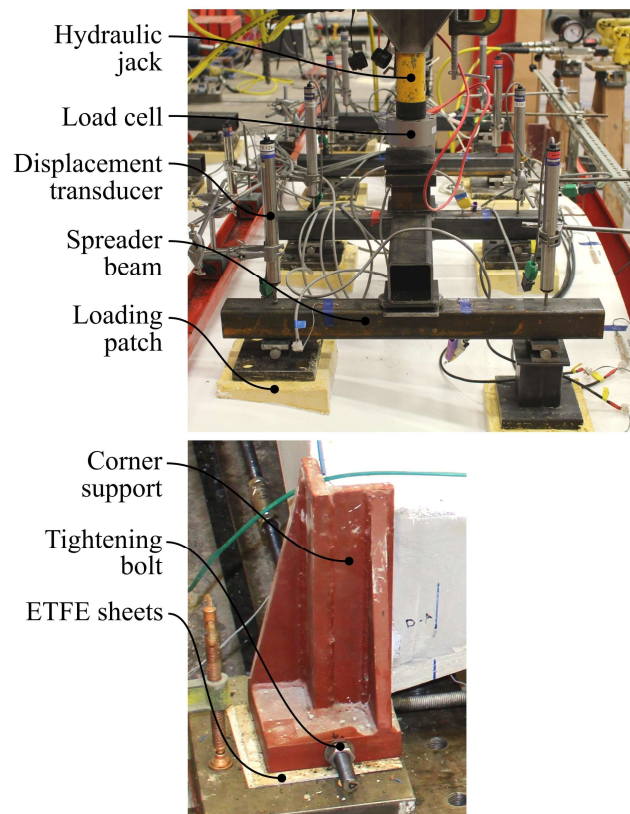 Hydraulic
jack
Load cell
Displacement
transducer
Spreader
beam
Loading
patch
Corner
support
Tightening
bolt
ETFE sheets
D-A